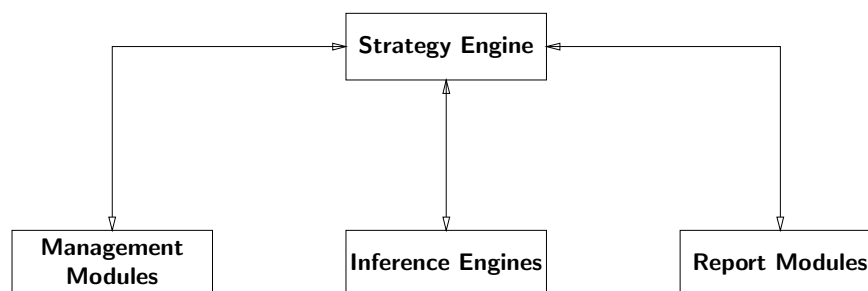 Strategy Engine
Management
Modules
Inference Engines
Report Modules